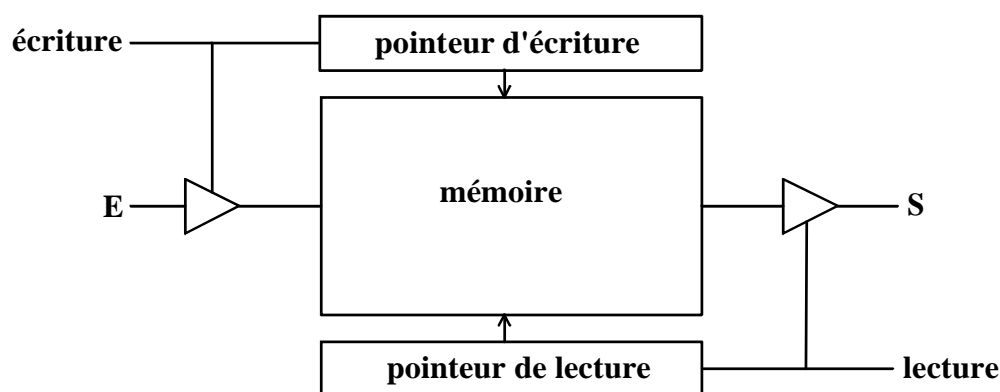 écriture
pointeur d'écriture
E
mémoire
S
pointeur de lecture
lecture